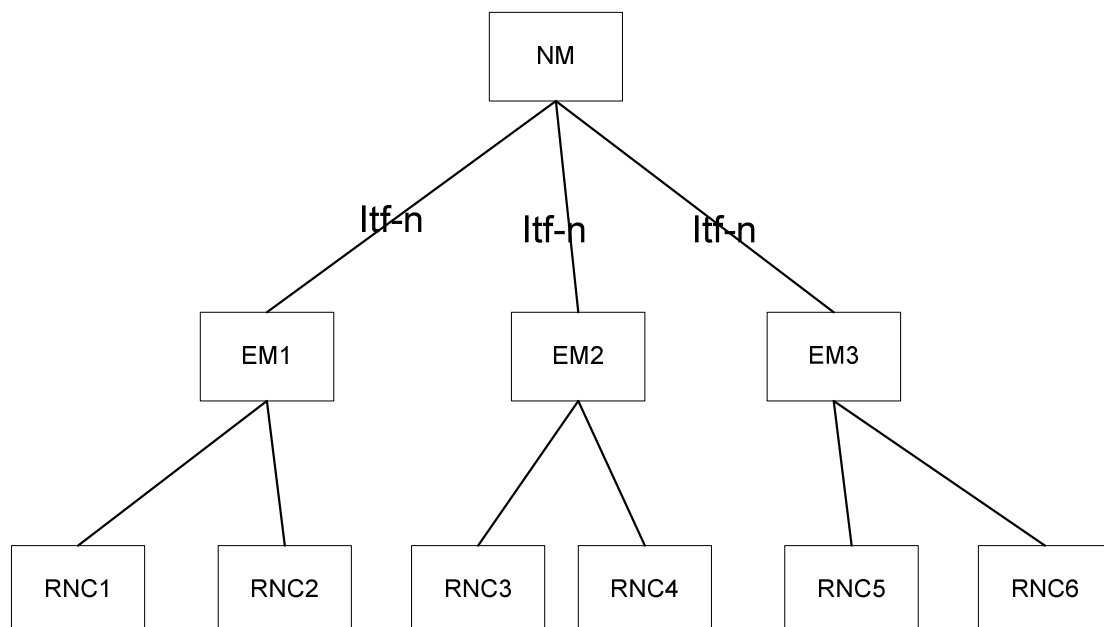 NM
Itf-n
Itf-n
Itf-n
EM1
EM2
EM3
RNC1
RNC2
RNC3
RNC4
RNC5
RNC6